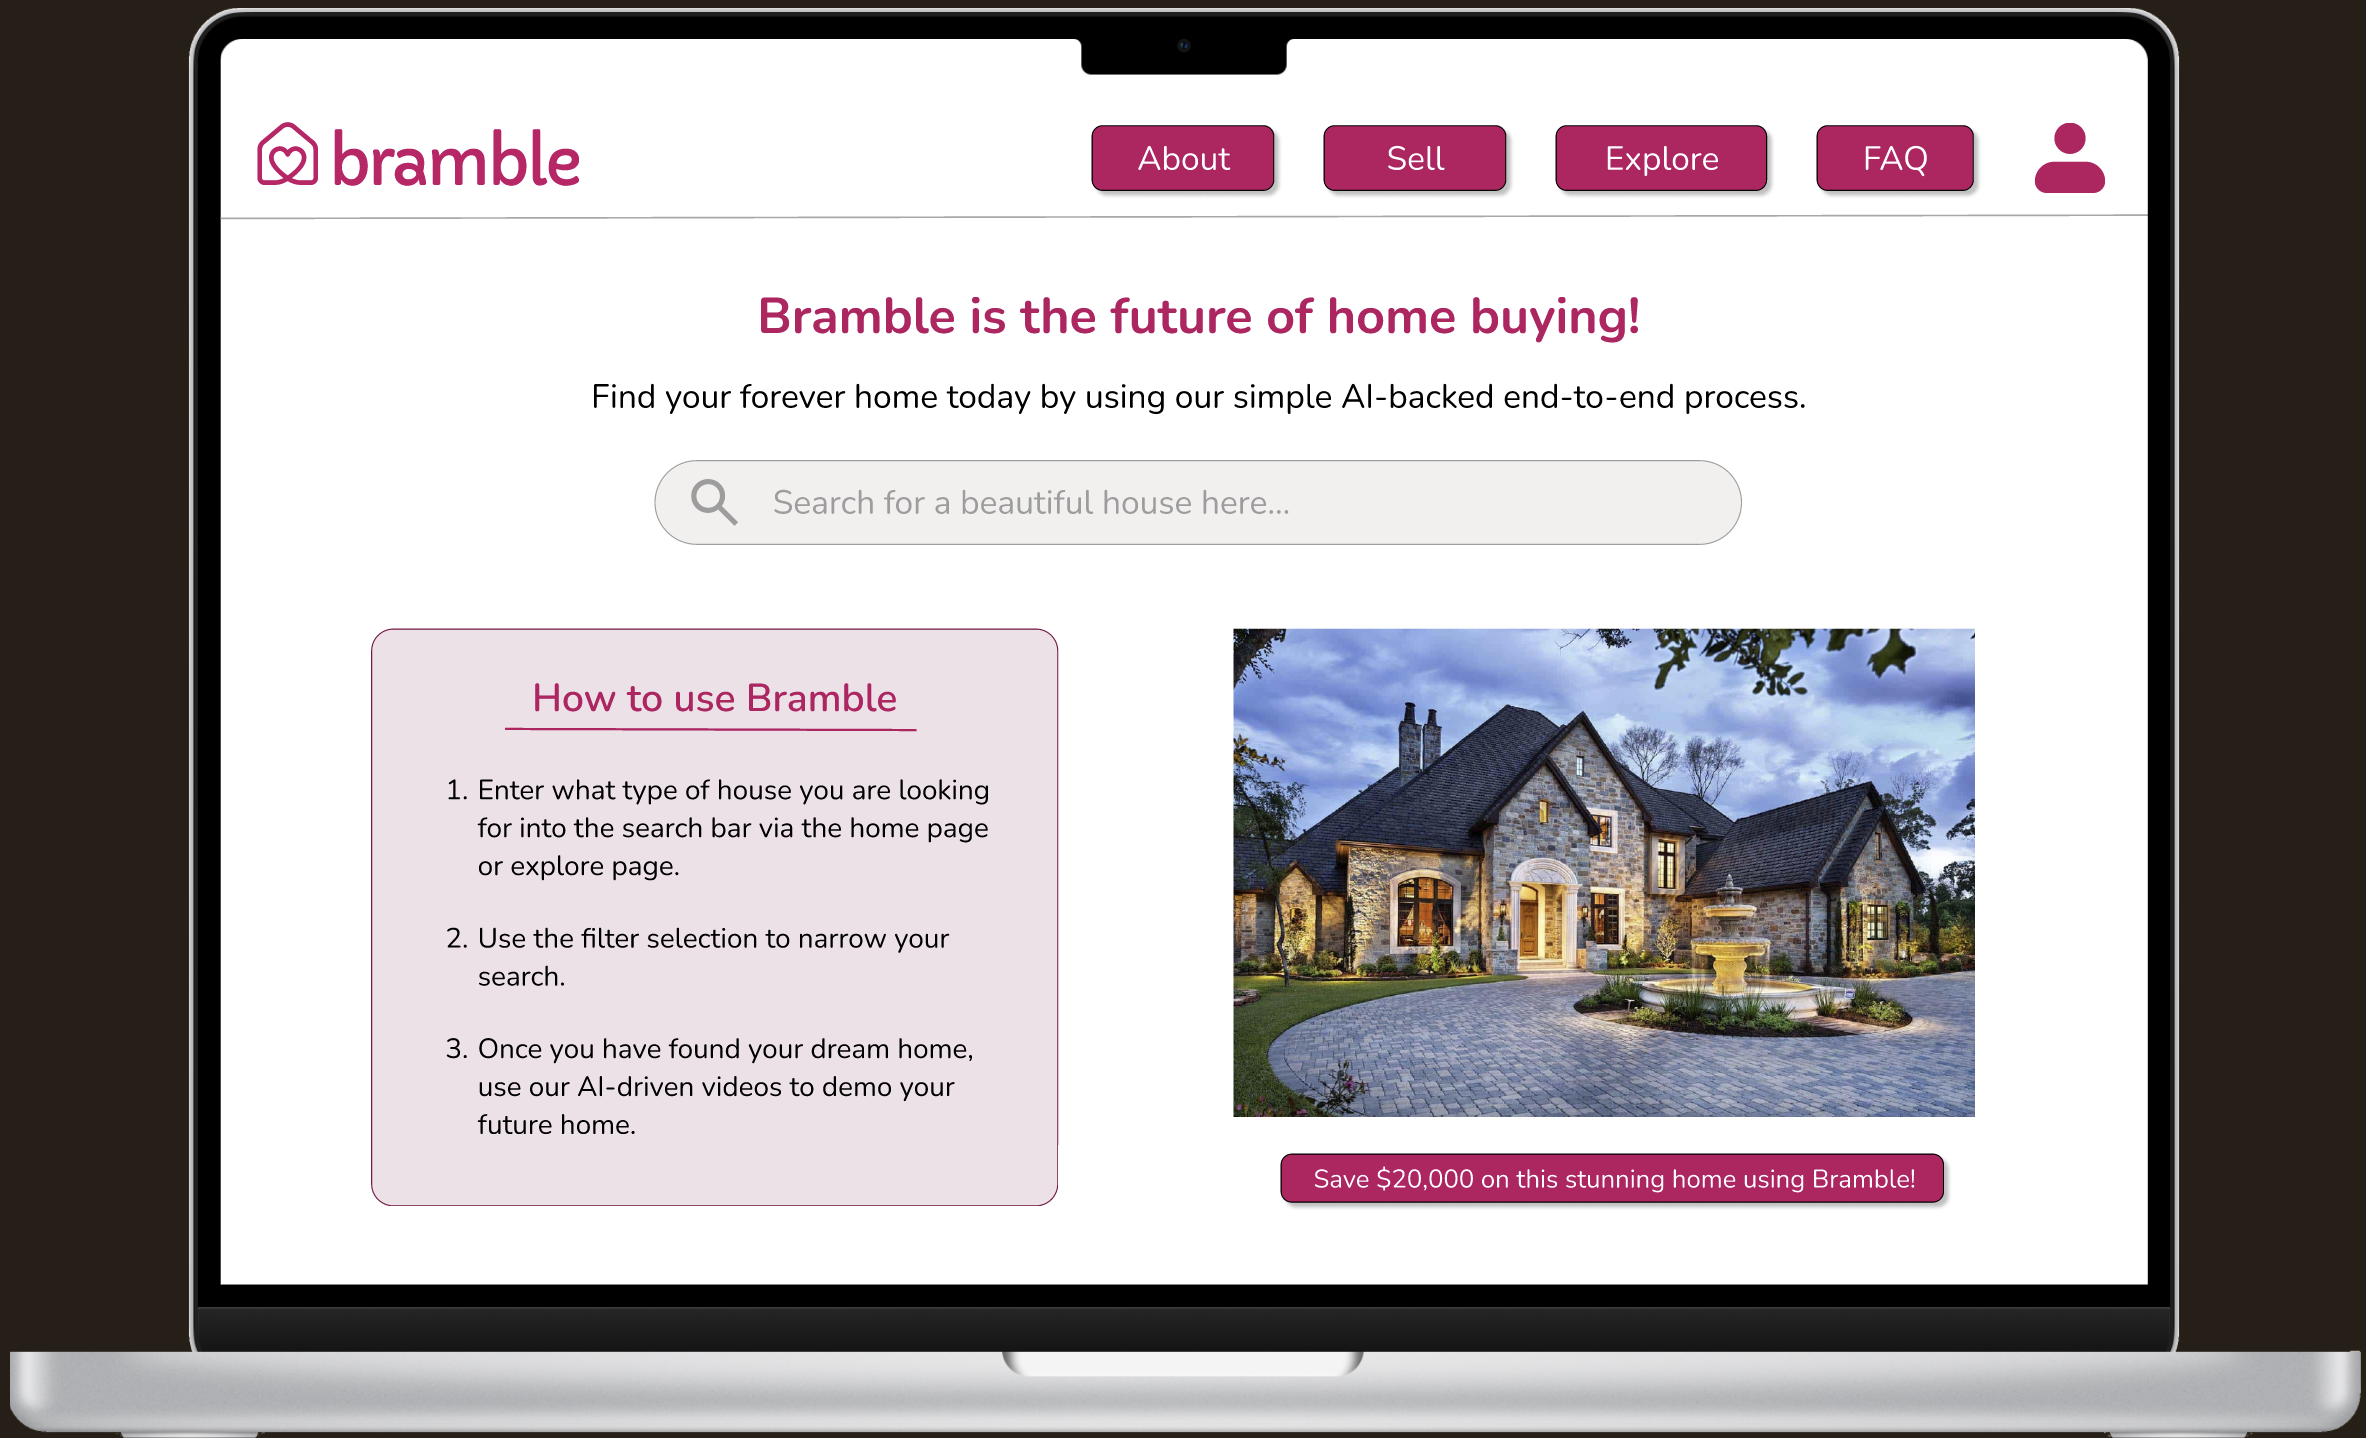 bramble
About
Sell
Explore
FAQ
Bramble is the future of home buying!
Find your forever home today by using our simple AI-backed end-to-end process.
Search for a beautiful house here...
How to use Bramble
1. Enter what type of house you are looking
for into the search bar via the home page
or explore page.
2. Use the filter selection to narrow your
search.
3. Once you have found your dream home,
use our AI-driven videos to demo your
future home.
Save $20,000 on this stunning home using Bramble!